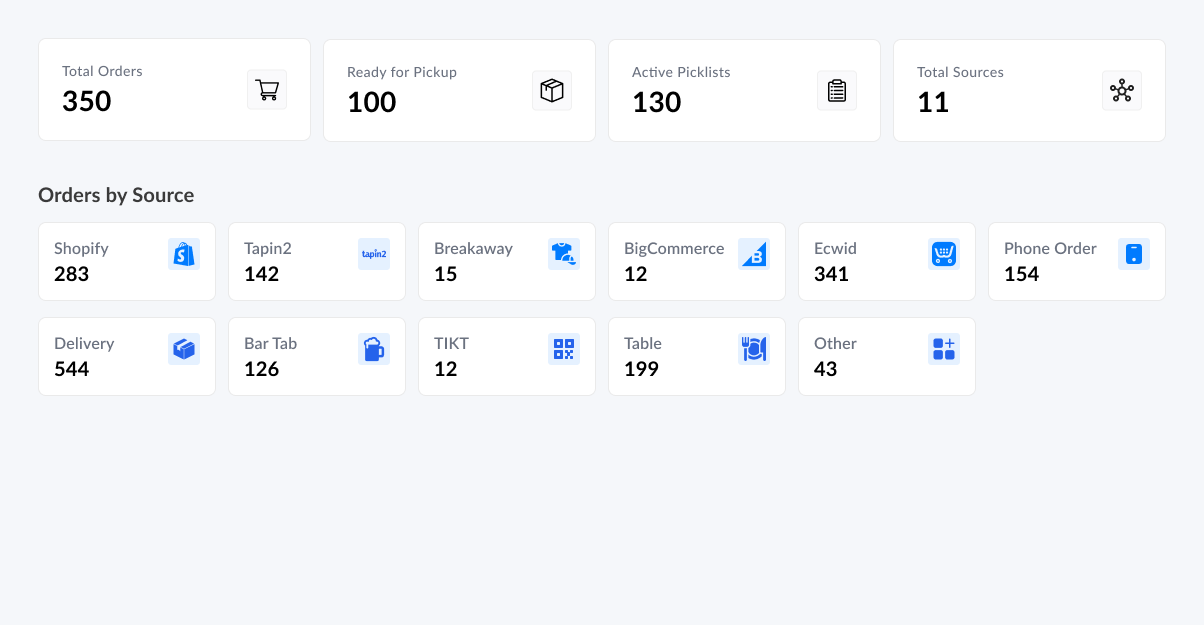 Total Orders
350
Ready for Pickup
100
Active Picklists
130
Total Sources
11
Orders by Source
Shopify
283
Tapin2
142
tapin2
Breakaway
15
BigCommerce
12
B
Ecwid
341
Phone Order
154
Delivery
544
Bar Tab
126
TIKT
12
Table
199
Other
43